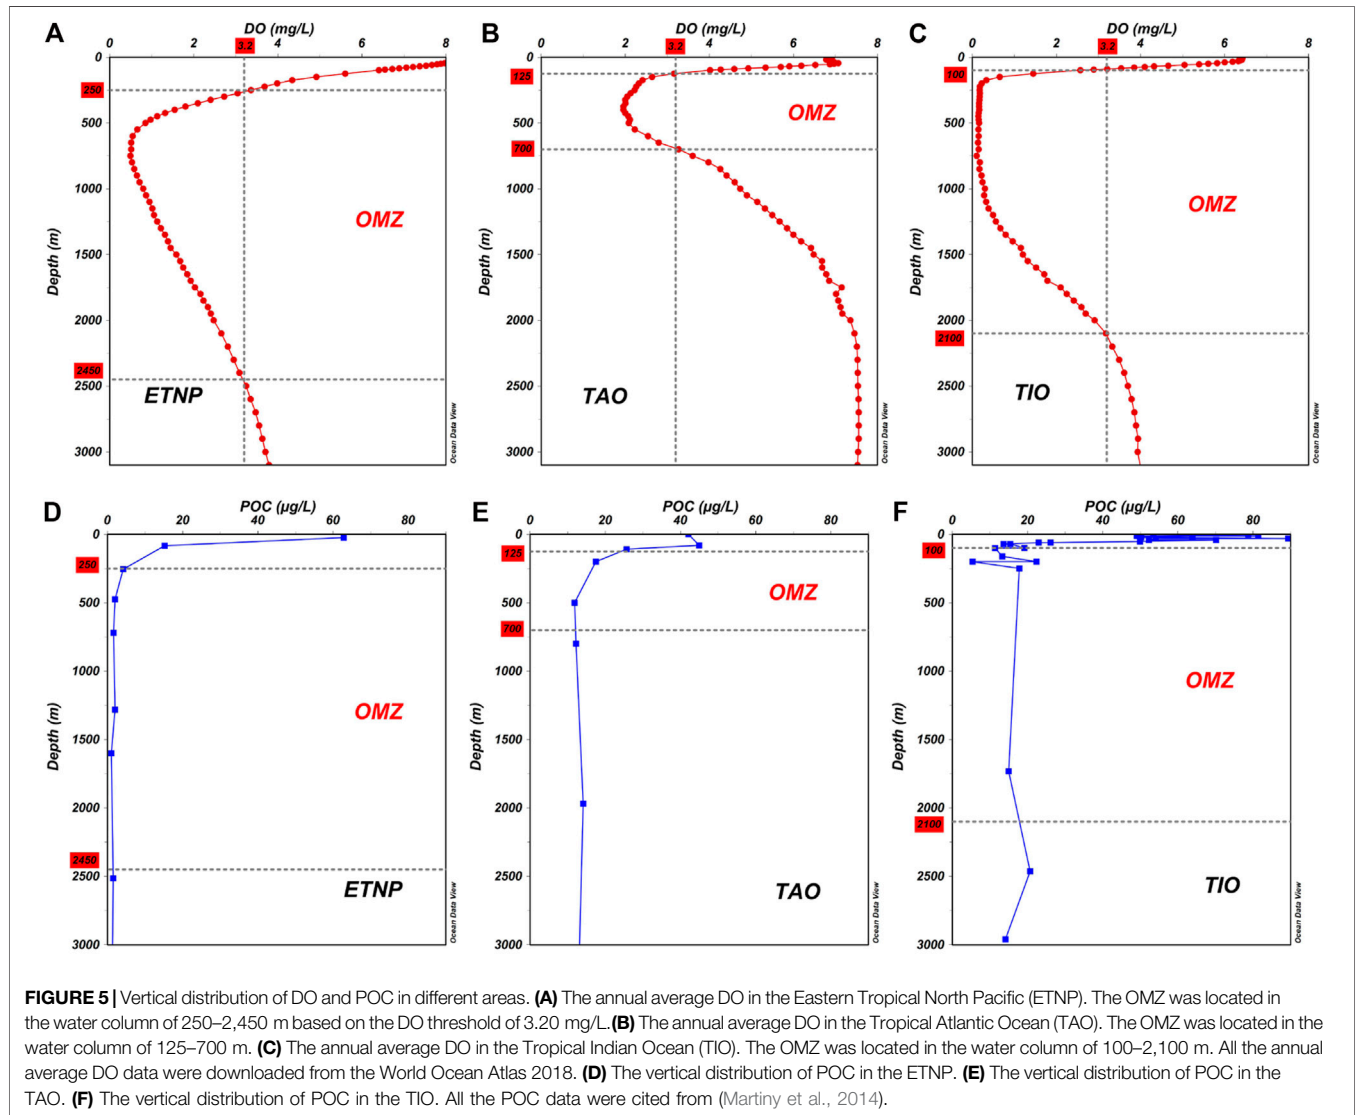 A
DO (mg/L)
0 2 3.2 4 6 8
0
250
500
1000
1500
2000
2450
2500
3000
Depth (m)
OMZ
ETNP
Ocean Data View
B
DO (mg/L)
0 2 3.2 4 6 8
0
125
500
700
1000
1500
2000
2500
3000
Depth (m)
OMZ
TAO
Ocean Data View
C
DO (mg/L)
0 2 3.2 4 6 8
0
100
500
1000
1500
2000
2100
2500
3000
Depth (m)
OMZ
TIO
Ocean Data View
D
POC (µg/L)
0 20 40 60 80
0
250
500
1000
1500
2000
2450
2500
3000
Depth (m)
OMZ
ETNP
Ocean Data View
E
POC (µg/L)
0 20 40 60 80
0
125
500
700
1000
1500
2000
2500
3000
Depth (m)
OMZ
TAO
Ocean Data View
F
POC (µg/L)
0 20 40 60 80
0
100
500
1000
1500
2000
2100
2500
3000
Depth (m)
OMZ
TIO
Ocean Data View
FIGURE 5 | Vertical distribution of DO and POC in different areas. (A) The annual average DO in the Eastern Tropical North Pacific (ETNP). The OMZ was located in
the water column of 250–2,450 m based on the DO threshold of 3.20 mg/L. (B) The annual average DO in the Tropical Atlantic Ocean (TAO). The OMZ was located in the
water column of 125–700 m. (C) The annual average DO in the Tropical Indian Ocean (TIO). The OMZ was located in the water column of 100–2,100 m. All the annual
average DO data were downloaded from the World Ocean Atlas 2018. (D) The vertical distribution of POC in the ETNP. (E) The vertical distribution of POC in the
TAO. (F) The vertical distribution of POC in the TIO. All the POC data were cited from (Martiny et al., 2014).